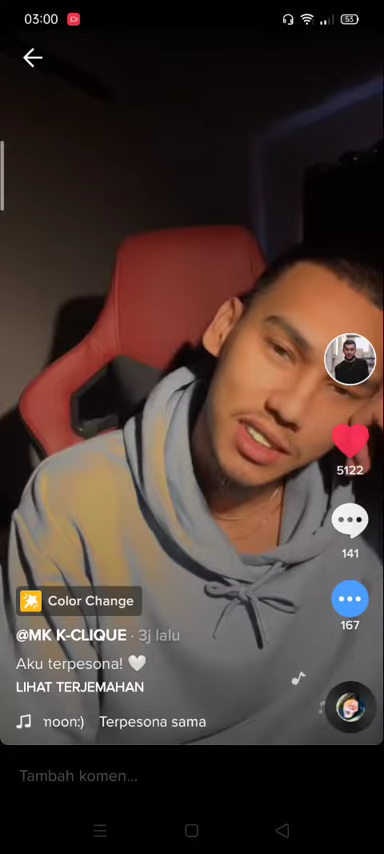 03:00
53
5122
141
167
Color Change
@MK K-CLIQUE · 3j lalu
Aku terpesona! 🤍
LIHAT TERJEMAHAN
noon:) Terpesona sama
Tambah komen...